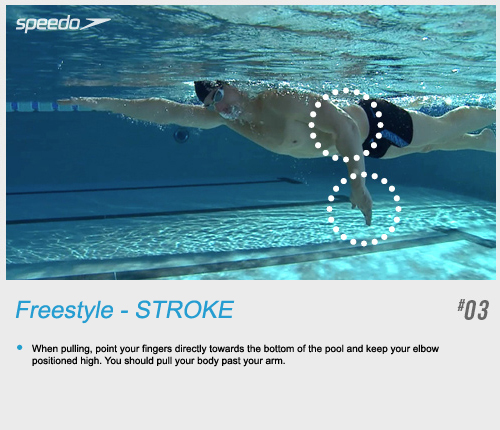 speedo
Freestyle - STROKE
#03
When pulling, point your fingers directly towards the bottom of the pool and keep your elbow
positioned high. You should pull your body past your arm.